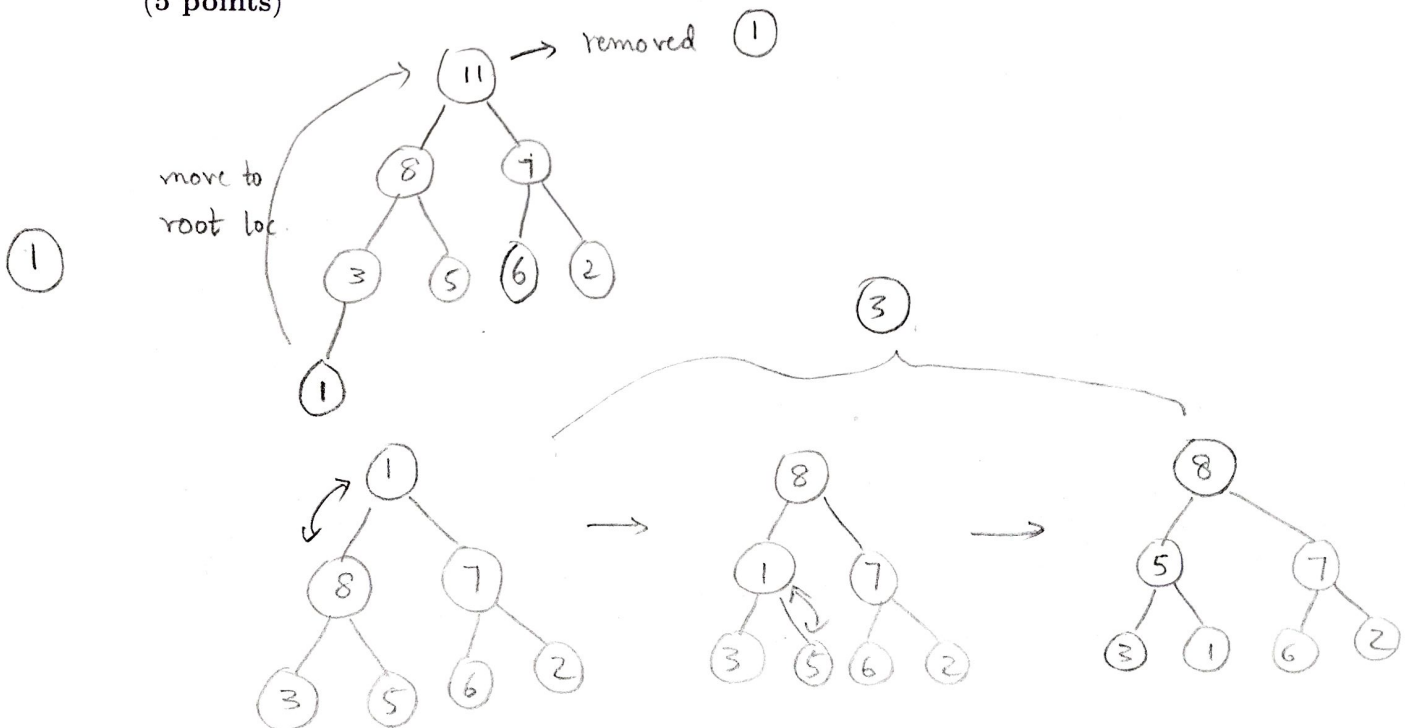 (5 points)
11 → removed ①
8 7
move to
root loc.
①
3 5 6 2
③
1
1 8 8
8 7 → 1 7 → 5 7
3 5 6 2 3 5 6 2 3 1 6 2